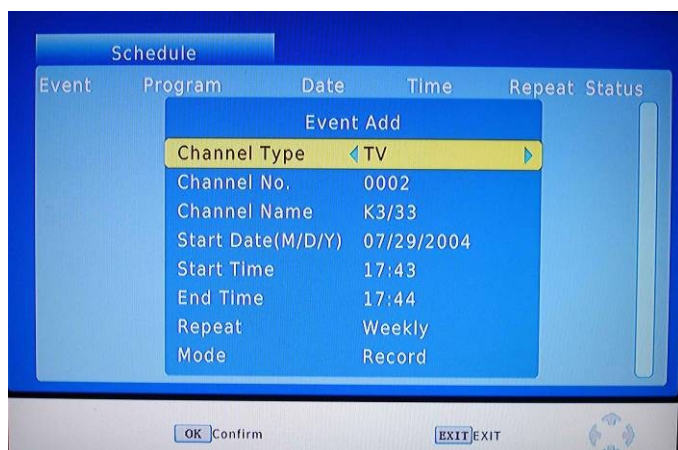 Schedule
Event Program Date Time Repeat Status
Event Add
Channel Type TV
Channel No. 0002
Channel Name K3/33
Start Date(M/D/Y) 07/29/2004
Start Time 17:43
End Time 17:44
Repeat Weekly
Mode Record
OK Confirm EXIT EXIT